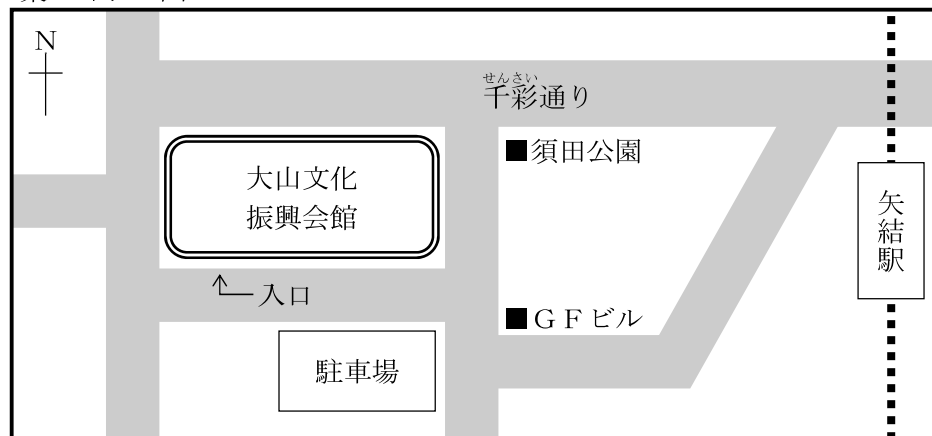 N
せんさい
千彩通り
■須田公園
大山文化
振興会館
矢結駅
入口
■ＧＦビル
駐車場